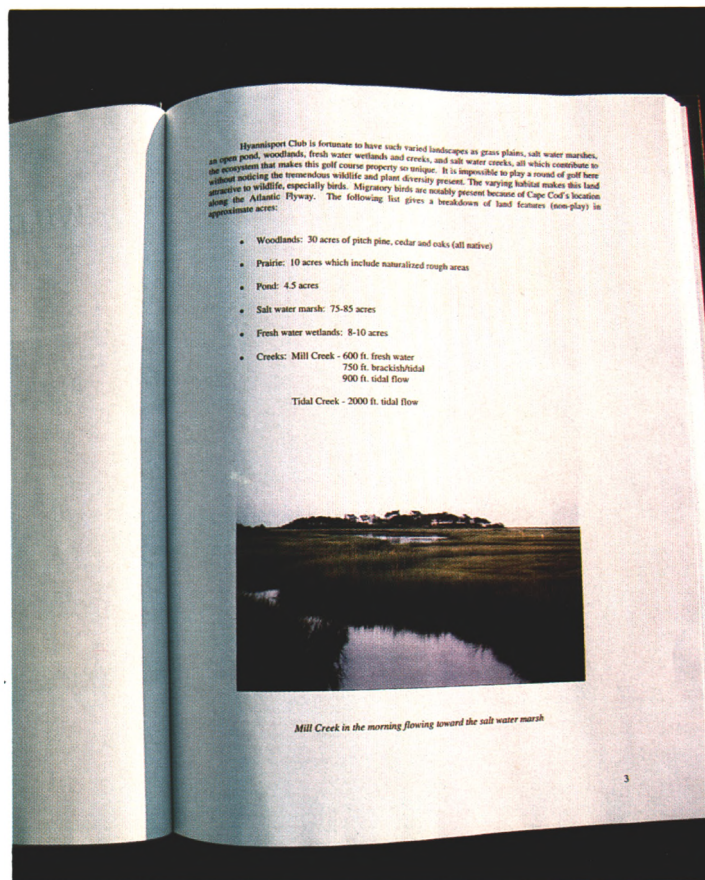 Hyannisport Club is fortunate to have such varied landscapes as grass plains, salt water marshes,
an open pond, woodlands, fresh water wetlands and creeks, and salt water creeks, all which contribute to
the ecosystem that makes this golf course property so unique. It is impossible to play a round of golf here
without noticing the tremendous wildlife and plant diversity present. The varying habitat makes this land
attractive to wildlife, especially birds. Migratory birds are notably present because of Cape Cod's location
along the Atlantic Flyway. The following list gives a breakdown of land features (non-play) in
approximate acres:
• Woodlands: 30 acres of pitch pine, cedar and oaks (all native)
• Prairie: 10 acres which include naturalized rough areas
• Pond: 4.5 acres
• Salt water marsh: 75-85 acres
• Fresh water wetlands: 8-10 acres
• Creeks: Mill Creek - 600 ft. fresh water
750 ft. brackish/tidal
900 ft. tidal flow
Tidal Creek - 2000 ft. tidal flow
Mill Creek in the morning flowing toward the salt water marsh
3